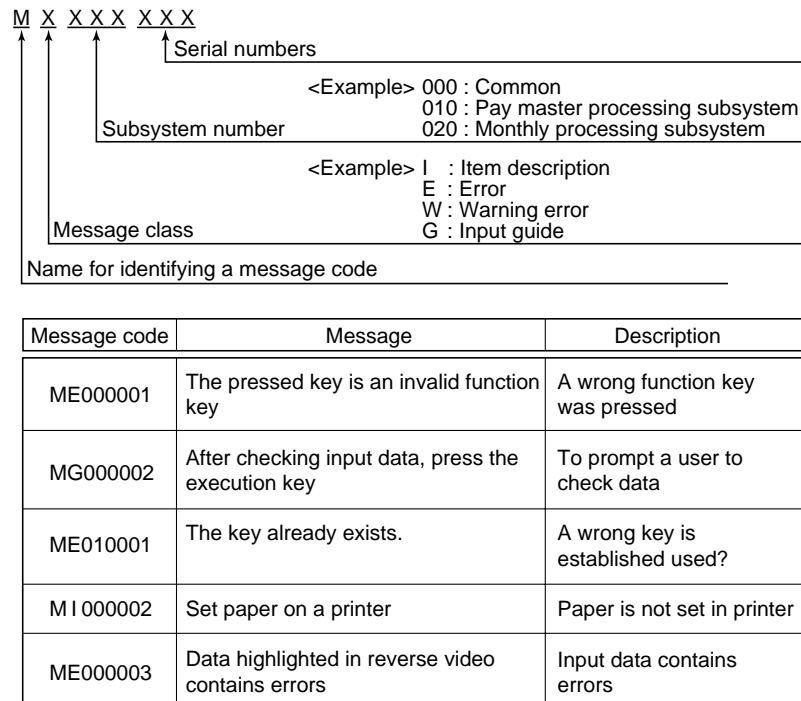 M X X X X X X X
Serial numbers
<Example> 000 : Common
010 : Pay master processing subsystem
Subsystem number 020 : Monthly processing subsystem
<Example> I : Item description
E : Error
W : Warning error
Message class G : Input guide
Name for identifying a message code
Message code Message Description
ME000001 The pressed key is an invalid function key A wrong function key was pressed
MG000002 After checking input data, press the execution key To prompt a user to check data
ME010001 The key already exists. A wrong key is established used?
MI000002 Set paper on a printer Paper is not set in printer
ME000003 Data highlighted in reverse video contains errors Input data contains errors